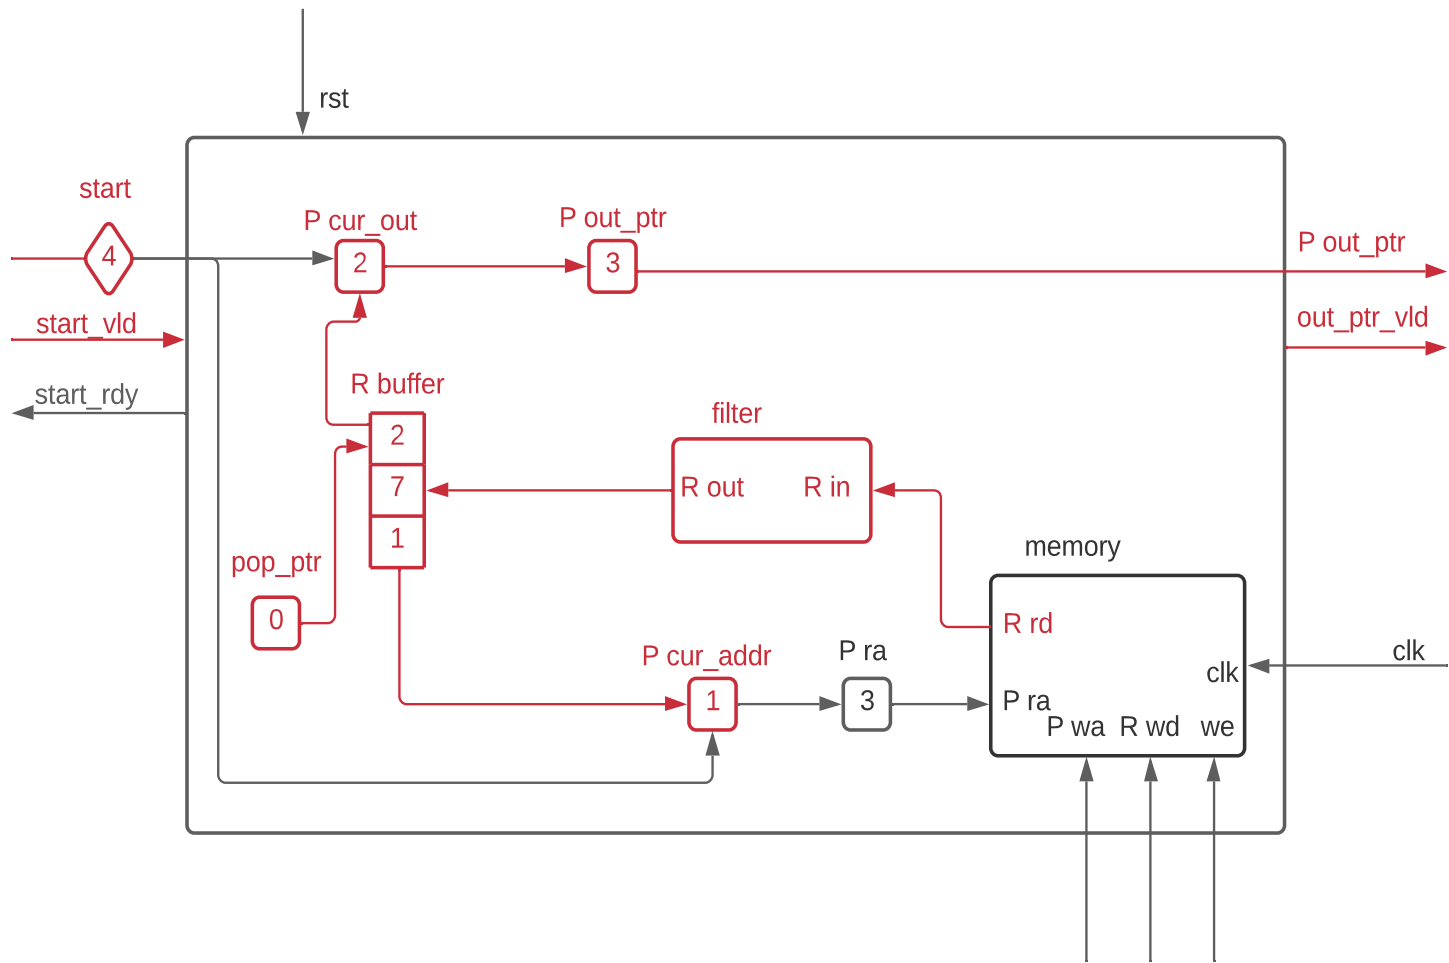 rst
start
4
P cur_out
2
P out_ptr
3
P out_ptr
start_vld
out_ptr_vld
start_rdy
R buffer
2
7
1
filter
R out
R in
pop_ptr
0
memory
R rd
clk
P ra
P wa
R wd
we
P cur_addr
1
P ra
3
clk